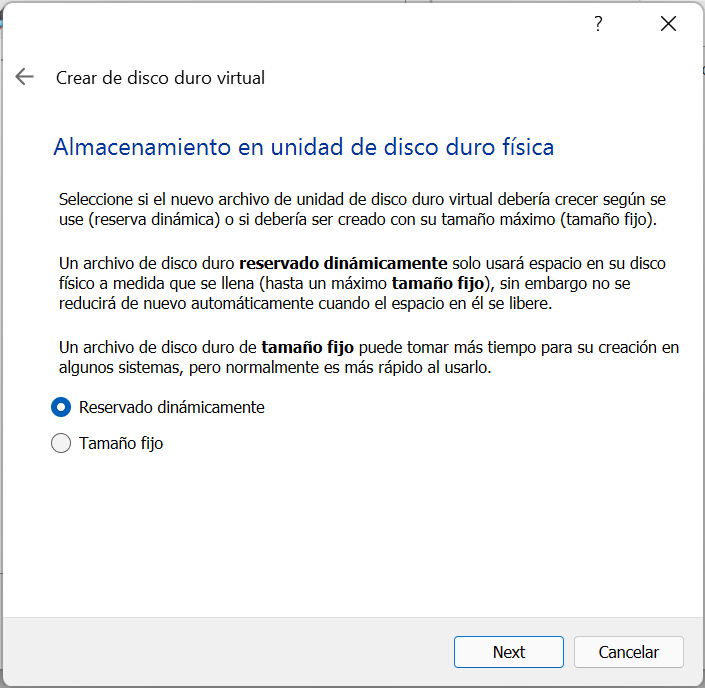 ?
Crear de disco duro virtual
Almacenamiento en unidad de disco duro física
Seleccione si el nuevo archivo de unidad de disco duro virtual debería crecer según se
use (reserva dinámica) o si debería ser creado con su tamaño máximo (tamaño fijo).
Un archivo de disco duro reservado dinámicamente solo usará espacio en su disco
físico a medida que se llena (hasta un máximo tamaño fijo), sin embargo no se
reducirá de nuevo automáticamente cuando el espacio en él se libere.
Un archivo de disco duro de tamaño fijo puede tomar más tiempo para su creación en
algunos sistemas, pero normalmente es más rápido al usarlo.
Reservado dinámicamente
Tamaño fijo
Next
Cancelar